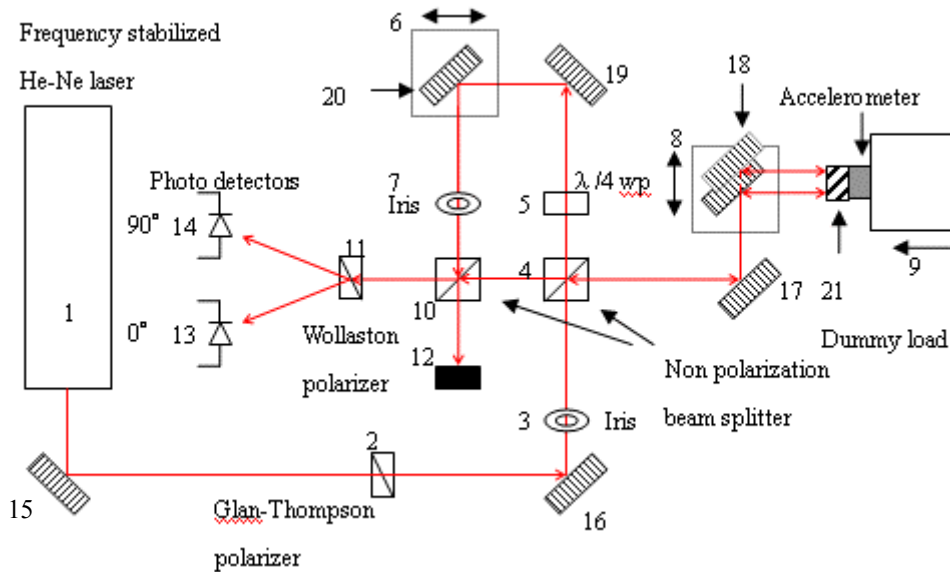 Frequency stabilized
He-Ne laser
1
15
Photo detectors
90° 14
0° 13
2
Glan-Thompson
polarizer
16
3 Iris
4
5
λ/4 wp
19
6
20
7
Iris
10
11
Wollaston
polarizer
12
Non polarization
beam splitter
17
8
18
Accelerometer
21
9
Dummy load